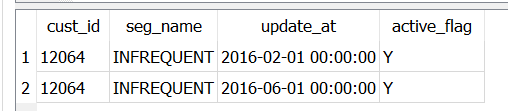 cust_id seg_name update_at active_flag
1 12064 INFREQUENT 2016-02-01 00:00:00 Y
2 12064 INFREQUENT 2016-06-01 00:00:00 Y